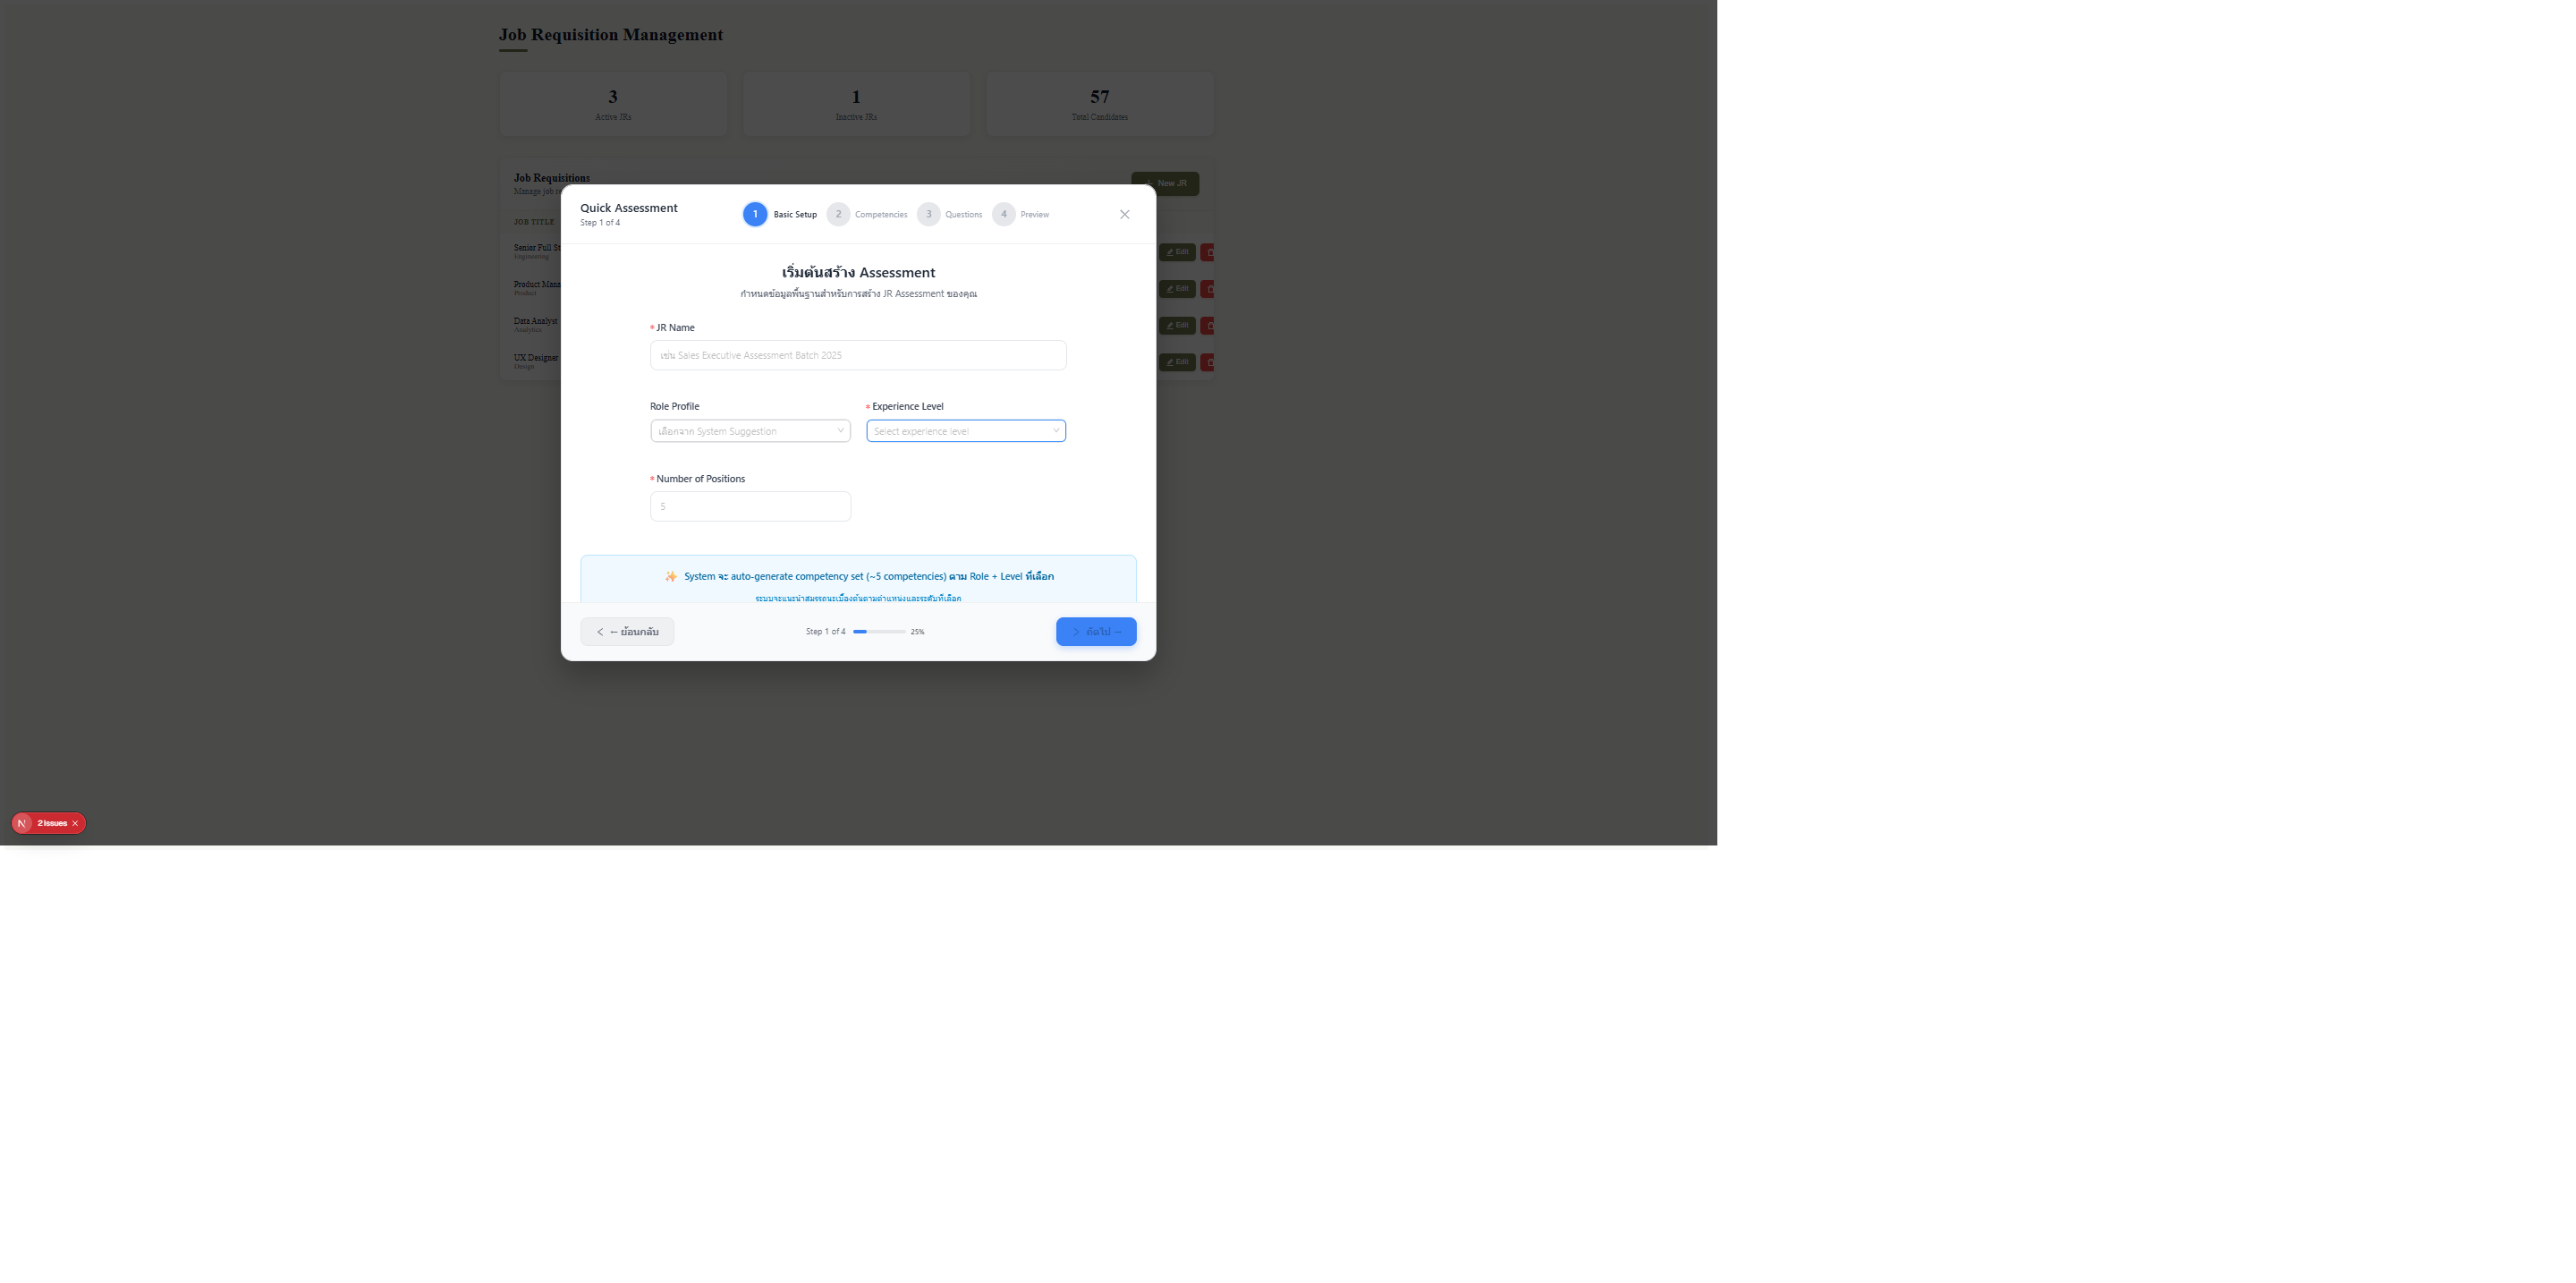 Job Requisition Management
3
Active JRs
1
Inactive JRs
57
Total Candidates
Job Requisitions
Manage job
New JR
JOB TITLE
Senior Full
Engineering
Edit
Product
Product
Edit
Data Analyst
Analytics
Edit
UX Designer
Design
Edit
Quick Assessment
Step 1 of 4
1 Basic Setup 2 Competencies 3 Questions 4 Preview
เริ่มต้นสร้าง Assessment
กำหนดข้อมูลพื้นฐานสำหรับการสร้าง JR Assessment ของคุณ
* JR Name
เช่น Sales Executive Assessment Batch 2025
Role Profile
* Experience Level
เลือกจาก System Suggestion
Select experience level
* Number of Positions
5
✨ System จะ auto-generate competency set (~5 competencies) ตาม Role + Level ที่เลือก
ระบบจะแนะนำสมรรถนะเบื้องต้นตามตำแหน่งและระดับที่เลือก
← ย้อนกลับ
Step 1 of 4 25%
ถัดไป →
N 2 Issues